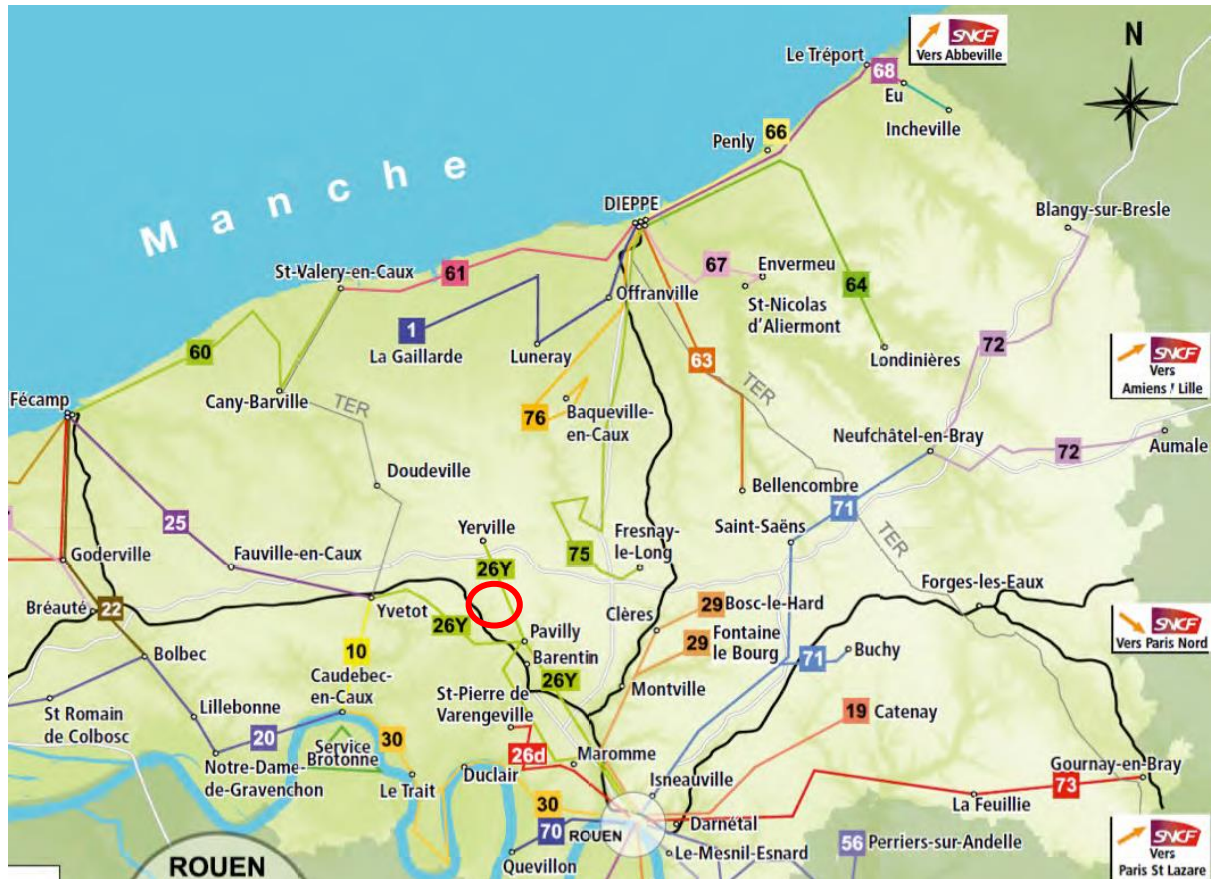 SNCF
Vers Abbeville
N
Le Tréport
68
Eu
Incheville
66
Penly
Manche
DIEPPE
Blangy-sur-Bresle
St-Valery-en-Caux
61
67
Envermeu
St-Nicolas
d'Aliermont
64
Offranville
1
La Gaillarde
Luneray
60
63
Londinières
72
SNCF
Vers
Amiens / Lille
Fécamp
Cany-Barville
TER
TER
76
Baqueville-
en-Caux
Neufchâtel-en-Bray
72
Aumale
Doudeville
Bellencombre
71
25
Yerville
Fresnay-
le-Long
Saint-Saëns
TER
75
Goderville
Fauville-en-Caux
26Y
Forges-les-Eaux
Bréauté
22
Yvetot
26Y
Clères
29
Bosc-le-Hard
SNCF
Vers Paris Nord
Pavilly
29
Fontaine
le Bourg
Bolbec
10
Barentin
26Y
71
Buchy
Caudebec-
en-Caux
Montville
St Romain
de Colbosc
Lillebonne
St-Pierre de
Varengeville
19
Catenay
20
30
Service
Brotonne
26d
Maromme
Notre-Dame-
de-Gravenchon
Le Trait
Duclair
Isneauville
Gournay-en-Bray
30
La Feuillie
73
70
ROUEN
Darnétal
SNCF
Vers
Paris St Lazare
Quevillon
Le-Mesnil-Esnard
56
Perriers-sur-Andelle
ROUEN